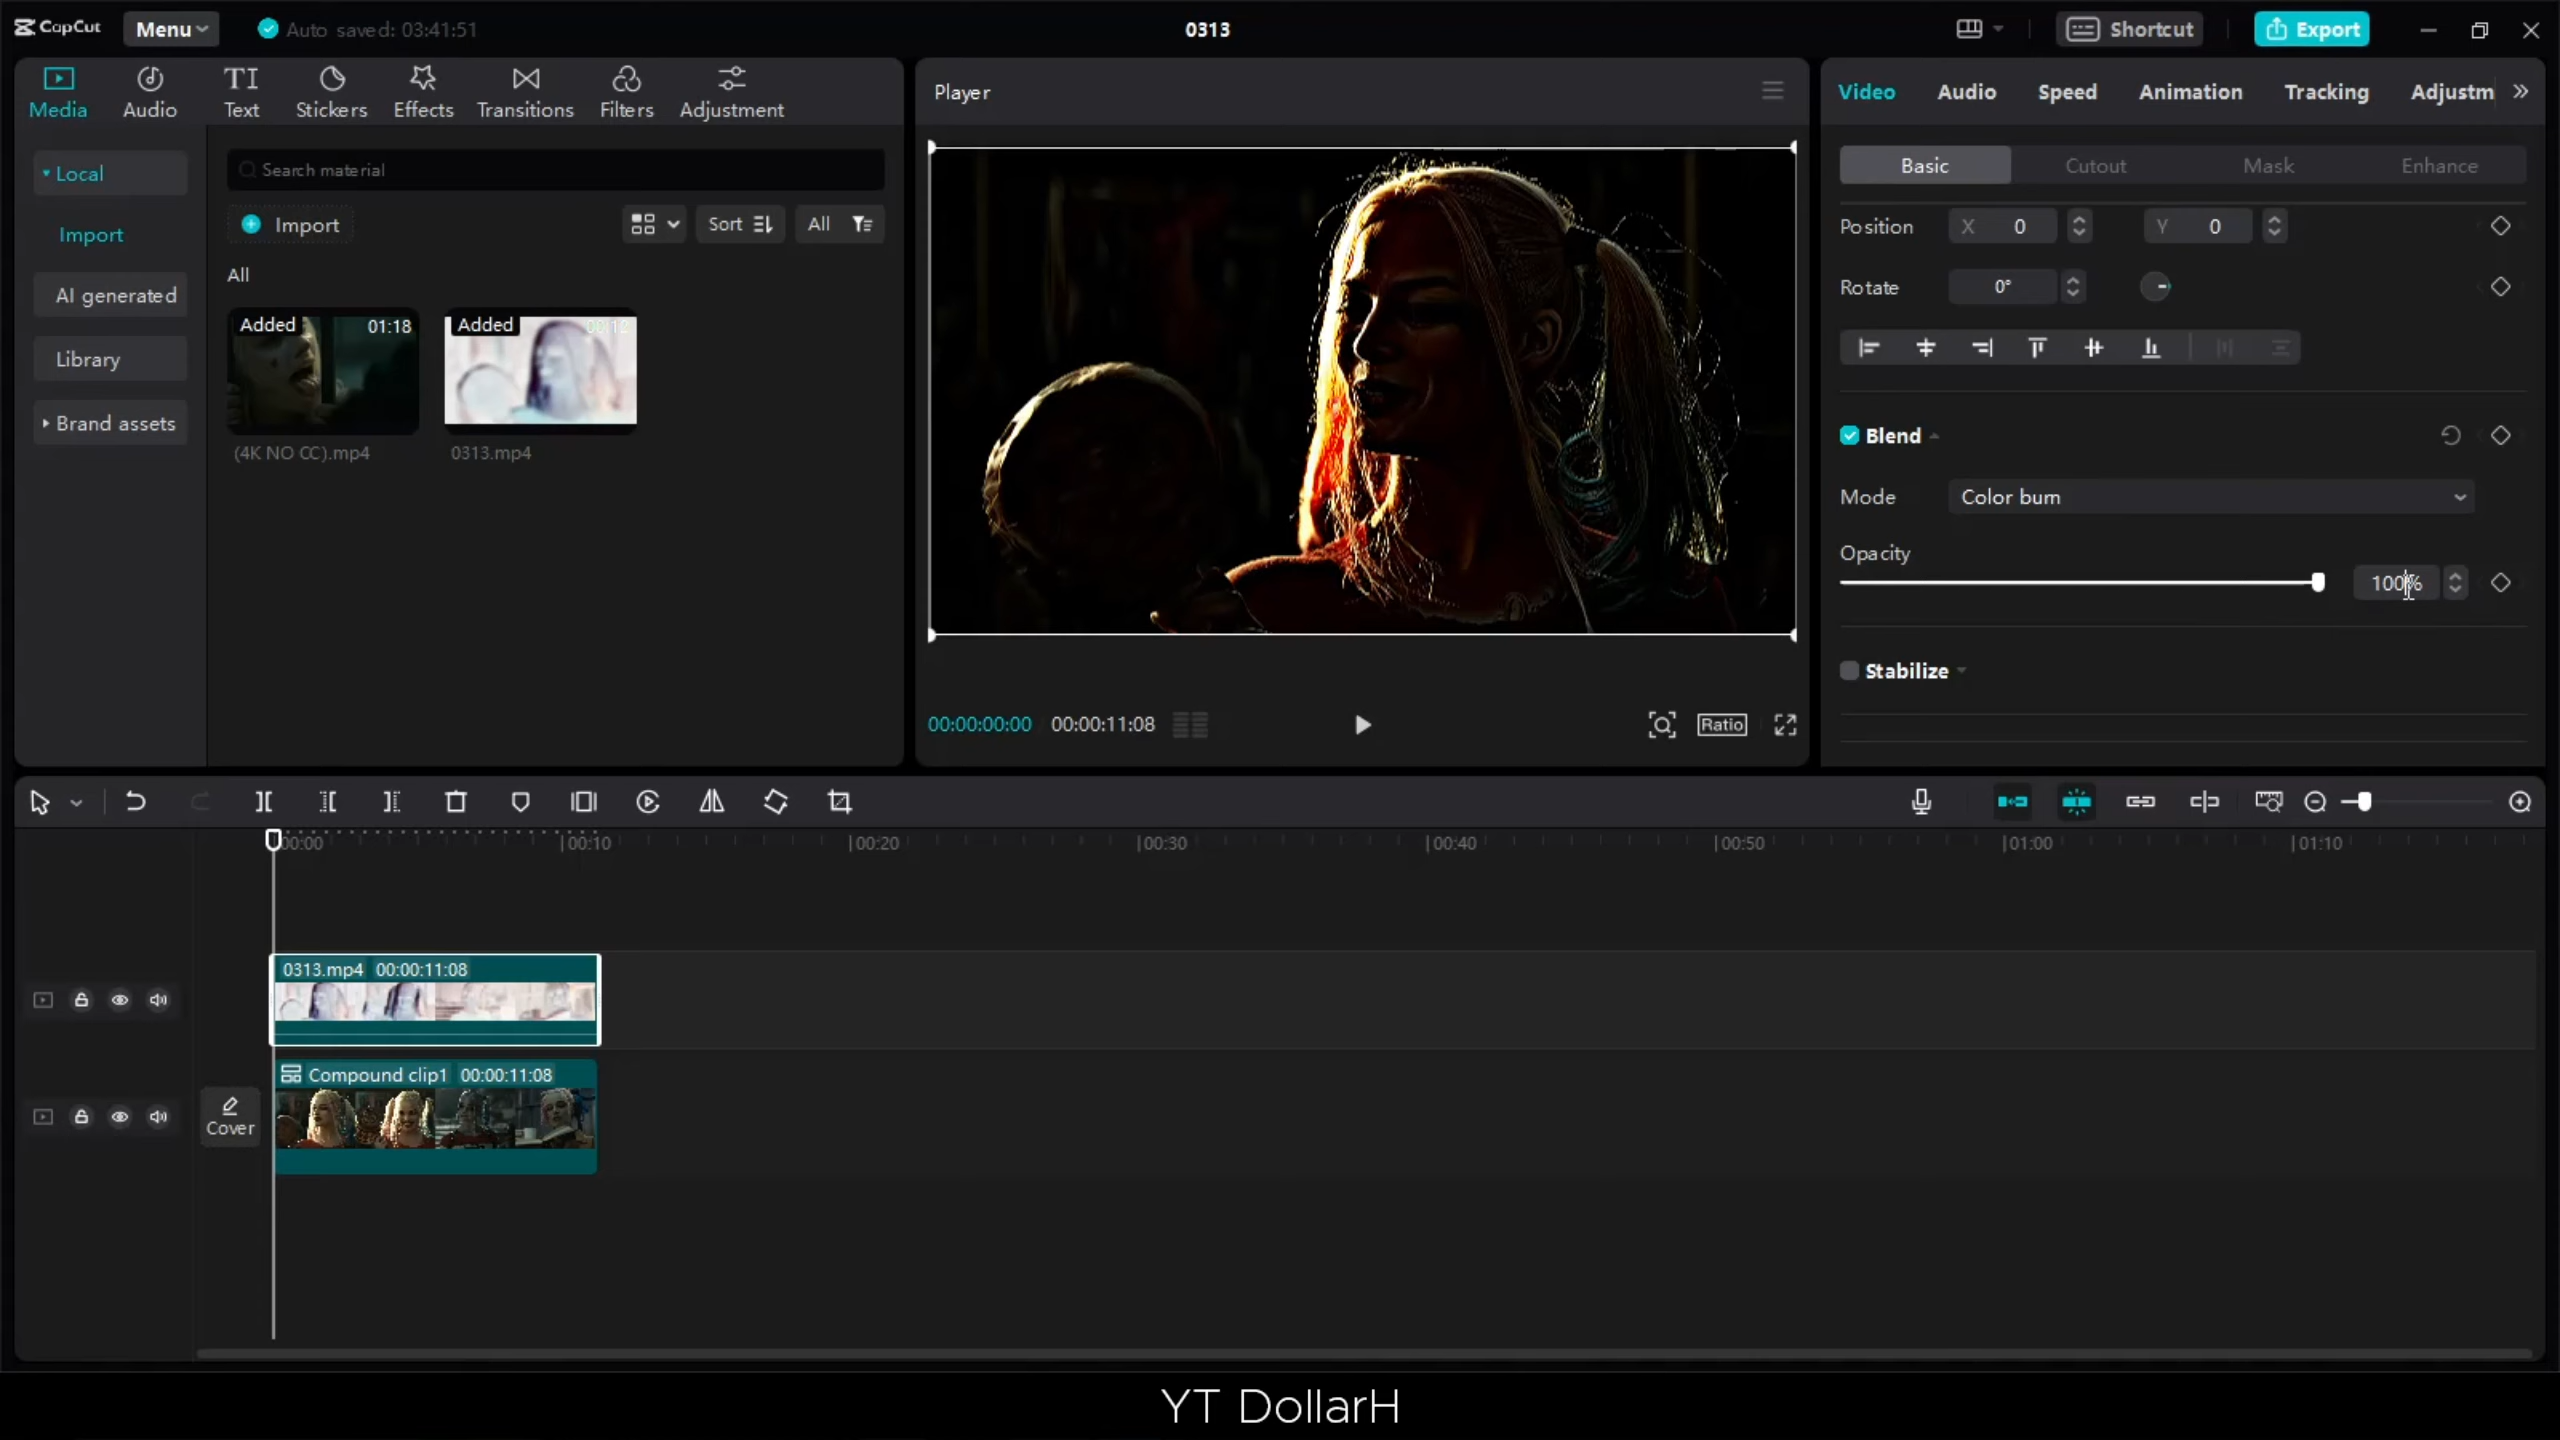 CapCut
Menu
Auto saved: 03:41:51
0313
Shortcut
Export
Media
Audio
TI
Text
Stickers
Effects
Transitions
Filters
Adjustment
Local
Import
AI generated
Library
Brand assets
Search material
Import
Sort
All
All
Added
01:18
(4K NO CC).mp4
Added
0313.mp4
Player
00:00:00:00
00:00:11:08
Ratio
Video
Audio
Speed
Animation
Tracking
Adjustm
Basic
Cutout
Mask
Enhance
Position
X 0
Y 0
Rotate
0°
Blend
Mode
Color burn
Opacity
100%
Stabilize
00:00
00:10
00:20
00:30
00:40
00:50
01:00
01:10
0313.mp4 00:00:11:08
Cover
Compound clip1 00:00:11:08
YT DollarH